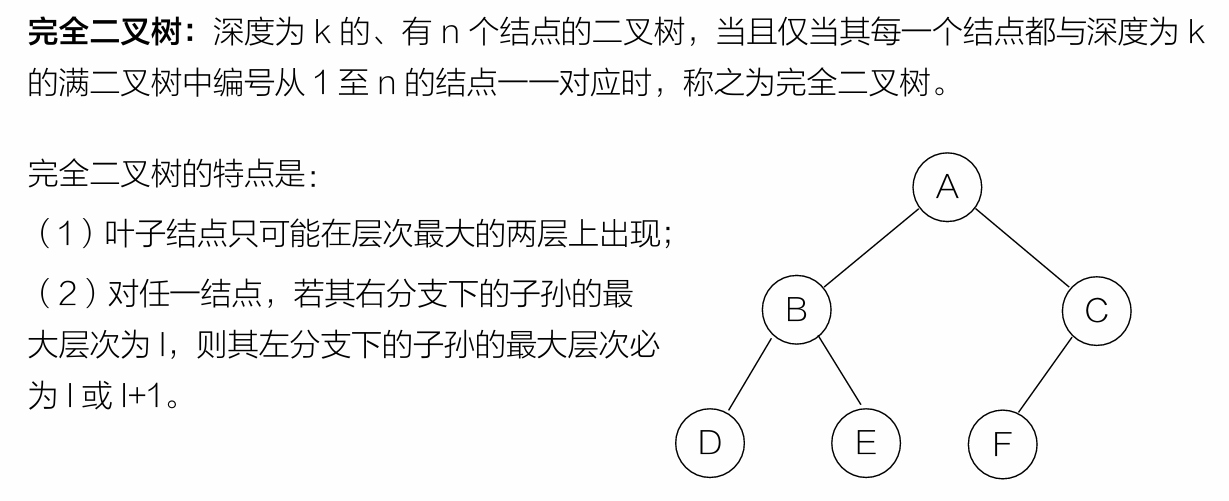 完全二叉树：深度为 k 的、有 n 个结点的二叉树，当且仅当其每一个结点都与深度为 k
的满二叉树中编号从 1 至 n 的结点一一对应时，称之为完全二叉树。
完全二叉树的特点是：
（1）叶子结点只可能在层次最大的两层上出现；
（2）对任一结点，若其右分支下的子孙的最
大层次为 l，则其左分支下的子孙的最大层次必
为 l 或 l+1。
A
B
C
D
E
F